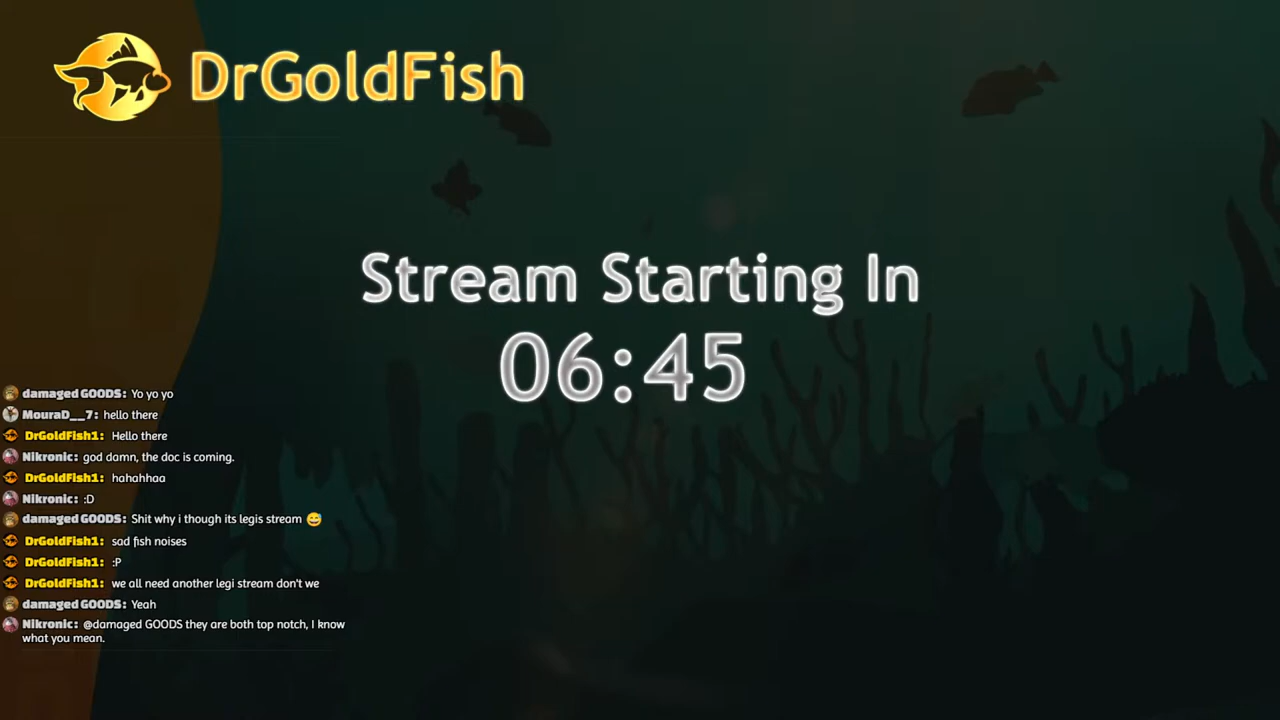 DrGoldFish
Stream Starting In
06:45
damaged GOODS: Yo yo yo
MouraD__7: hello there
DrGoldFish1: Hello there
Nikronic: god damn, the doc is coming.
DrGoldFish1: hahahhaa
Nikronic: :D
damaged GOODS: Shit why i though its legis stream 😅
DrGoldFish1: sad fish noises
DrGoldFish1: :P
DrGoldFish1: we all need another legi stream don't we
damaged GOODS: Yeah
Nikronic: @damaged GOODS they are both top notch, I know
what you mean.